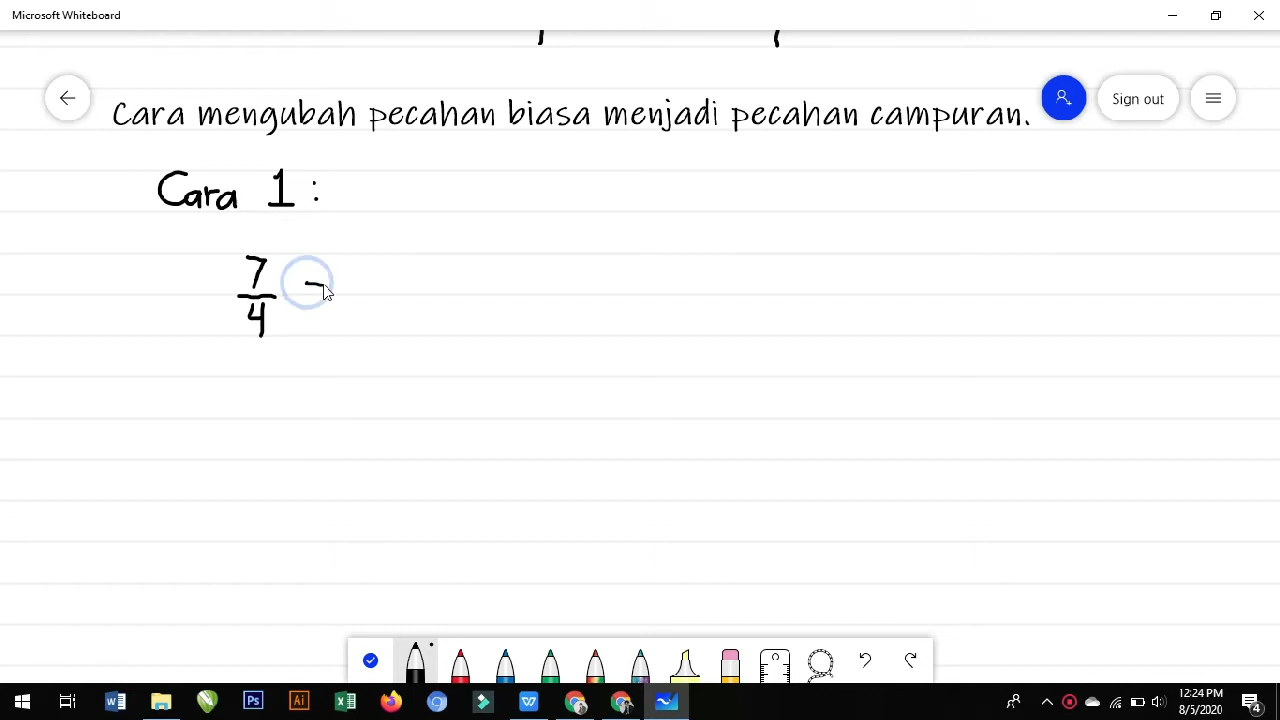 Microsoft Whiteboard
Sign out
Cara mengubah pecahan biasa menjadi pecahan campuran.
Cara 1 :
7
4
12:24 PM
8/5/2020
4